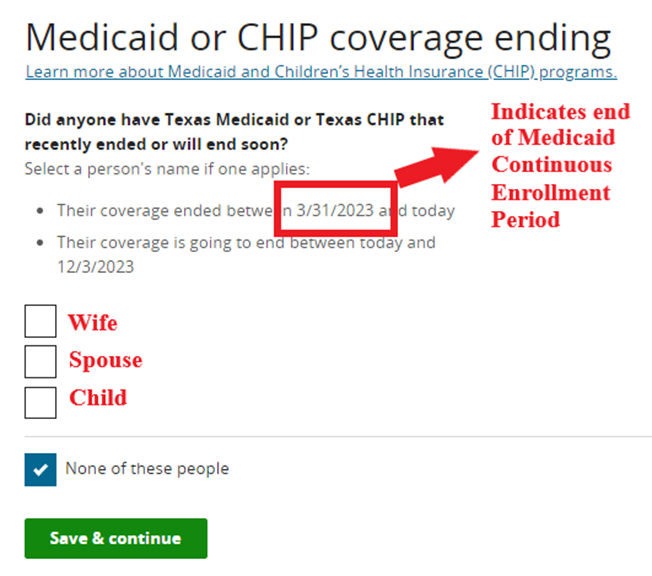 Medicaid or CHIP coverage ending
Learn more about Medicaid and Children's Health Insurance (CHIP) programs.
Did anyone have Texas Medicaid or Texas CHIP that
recently ended or will end soon?
Select a person's name if one applies:
• Their coverage ended between 3/31/2023 and today
• Their coverage is going to end between today and
12/3/2023
Indicates end
of Medicaid
Continuous
Enrollment
Period
Wife
Spouse
Child
None of these people
Save & continue